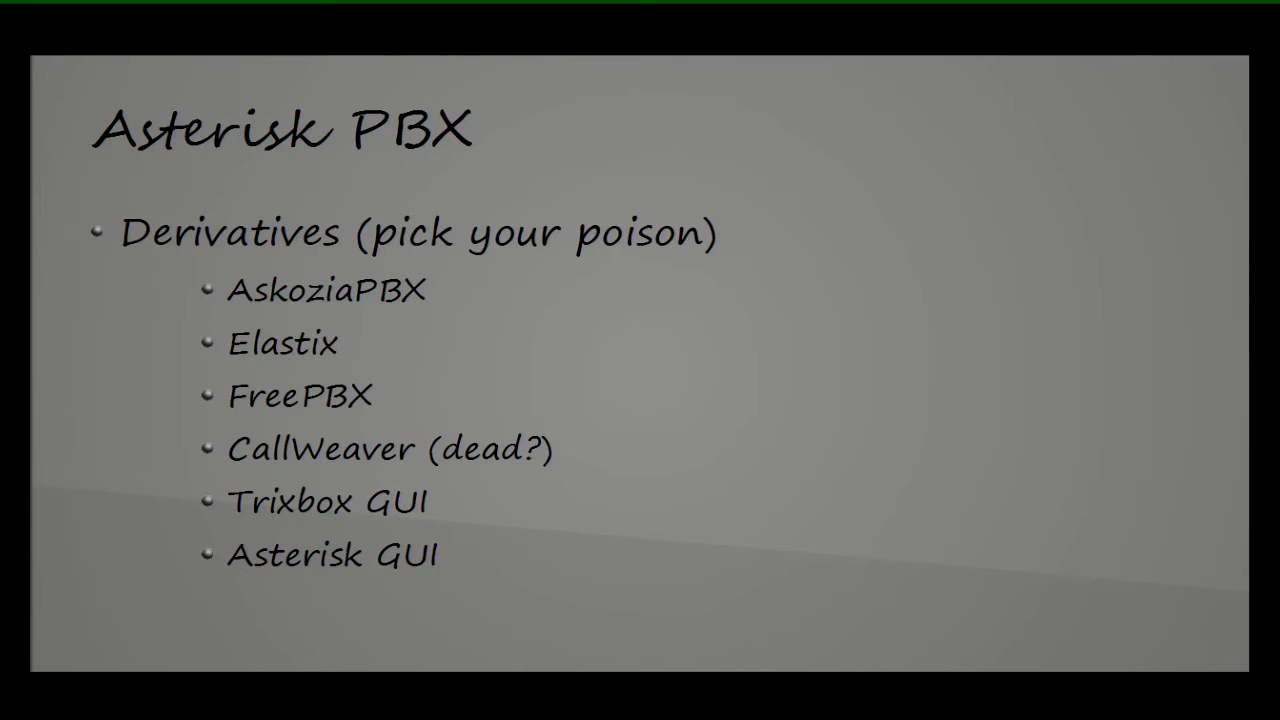 Asterisk PBX
Derivatives (pick your poison)
AskoziaPBX
Elastix
FreePBX
CallWeaver (dead?)
Trixbox GUI
Asterisk GUI